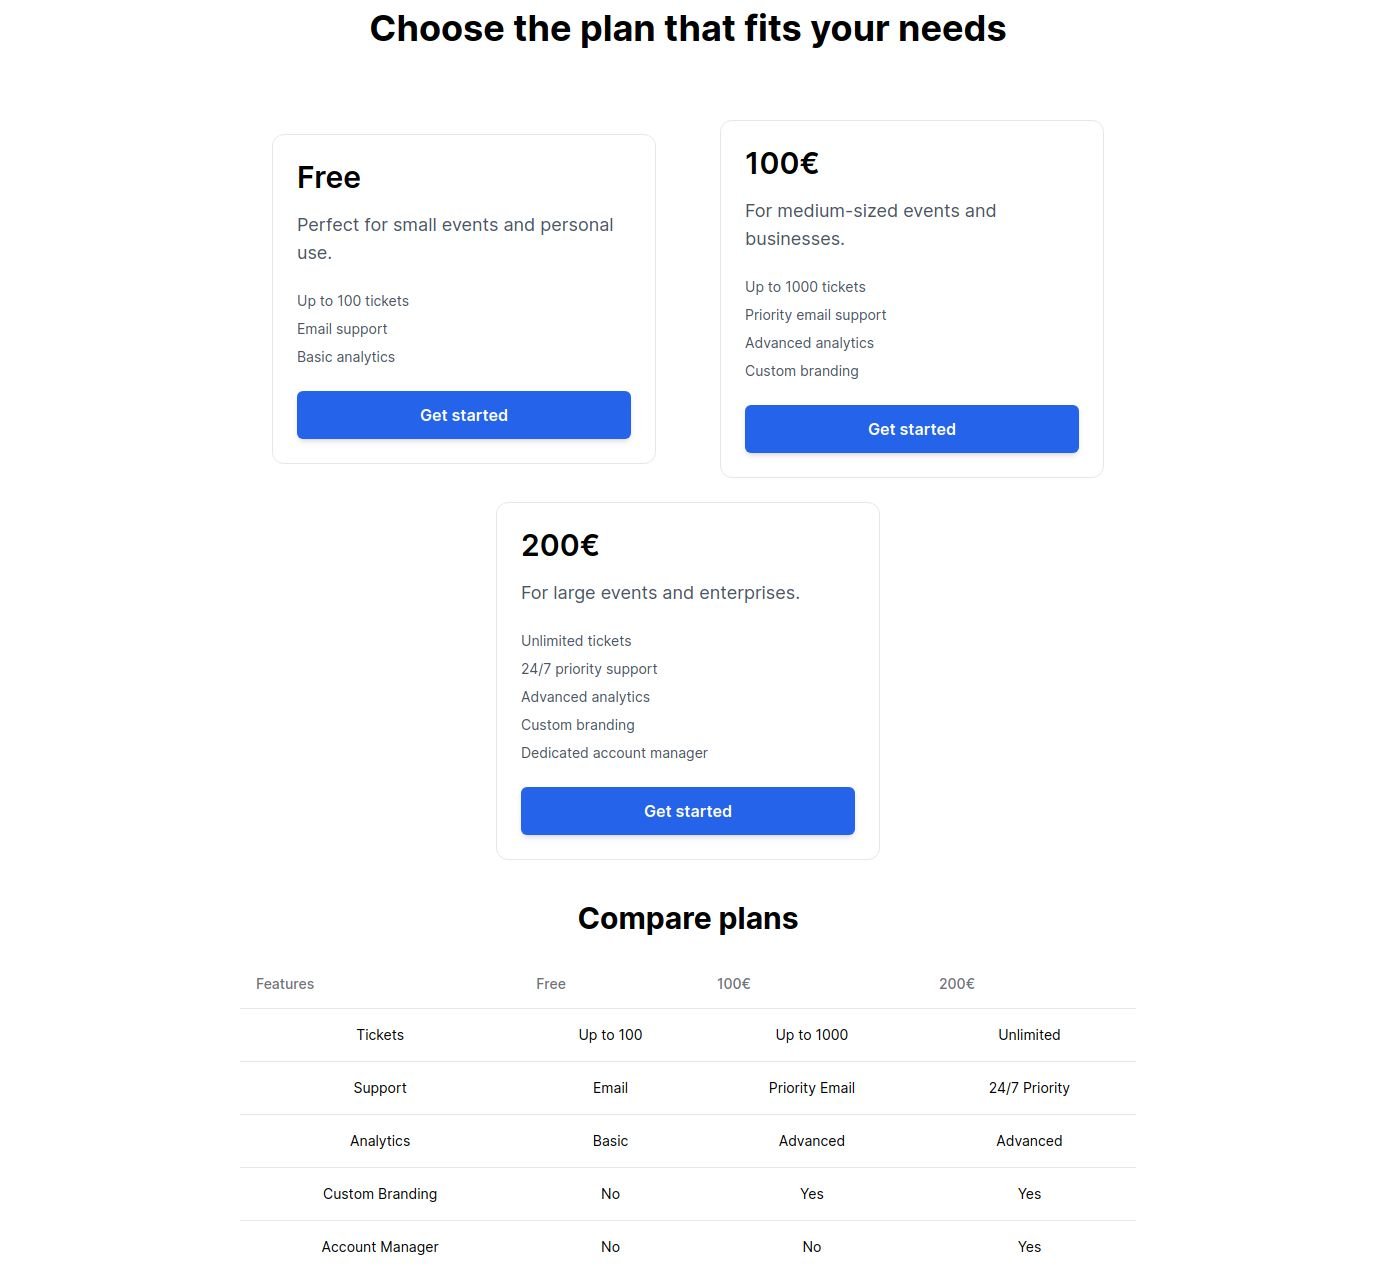 Choose the plan that fits your needs
Free
Perfect for small events and personal
use.
Up to 100 tickets
Email support
Basic analytics
Get started
100€
For medium-sized events and
businesses.
Up to 1000 tickets
Priority email support
Advanced analytics
Custom branding
Get started
200€
For large events and enterprises.
Unlimited tickets
24/7 priority support
Advanced analytics
Custom branding
Dedicated account manager
Get started
Compare plans
Features Free 100€ 200€
Tickets Up to 100 Up to 1000 Unlimited
Support Email Priority Email 24/7 Priority
Analytics Basic Advanced Advanced
Custom Branding No Yes Yes
Account Manager No No Yes